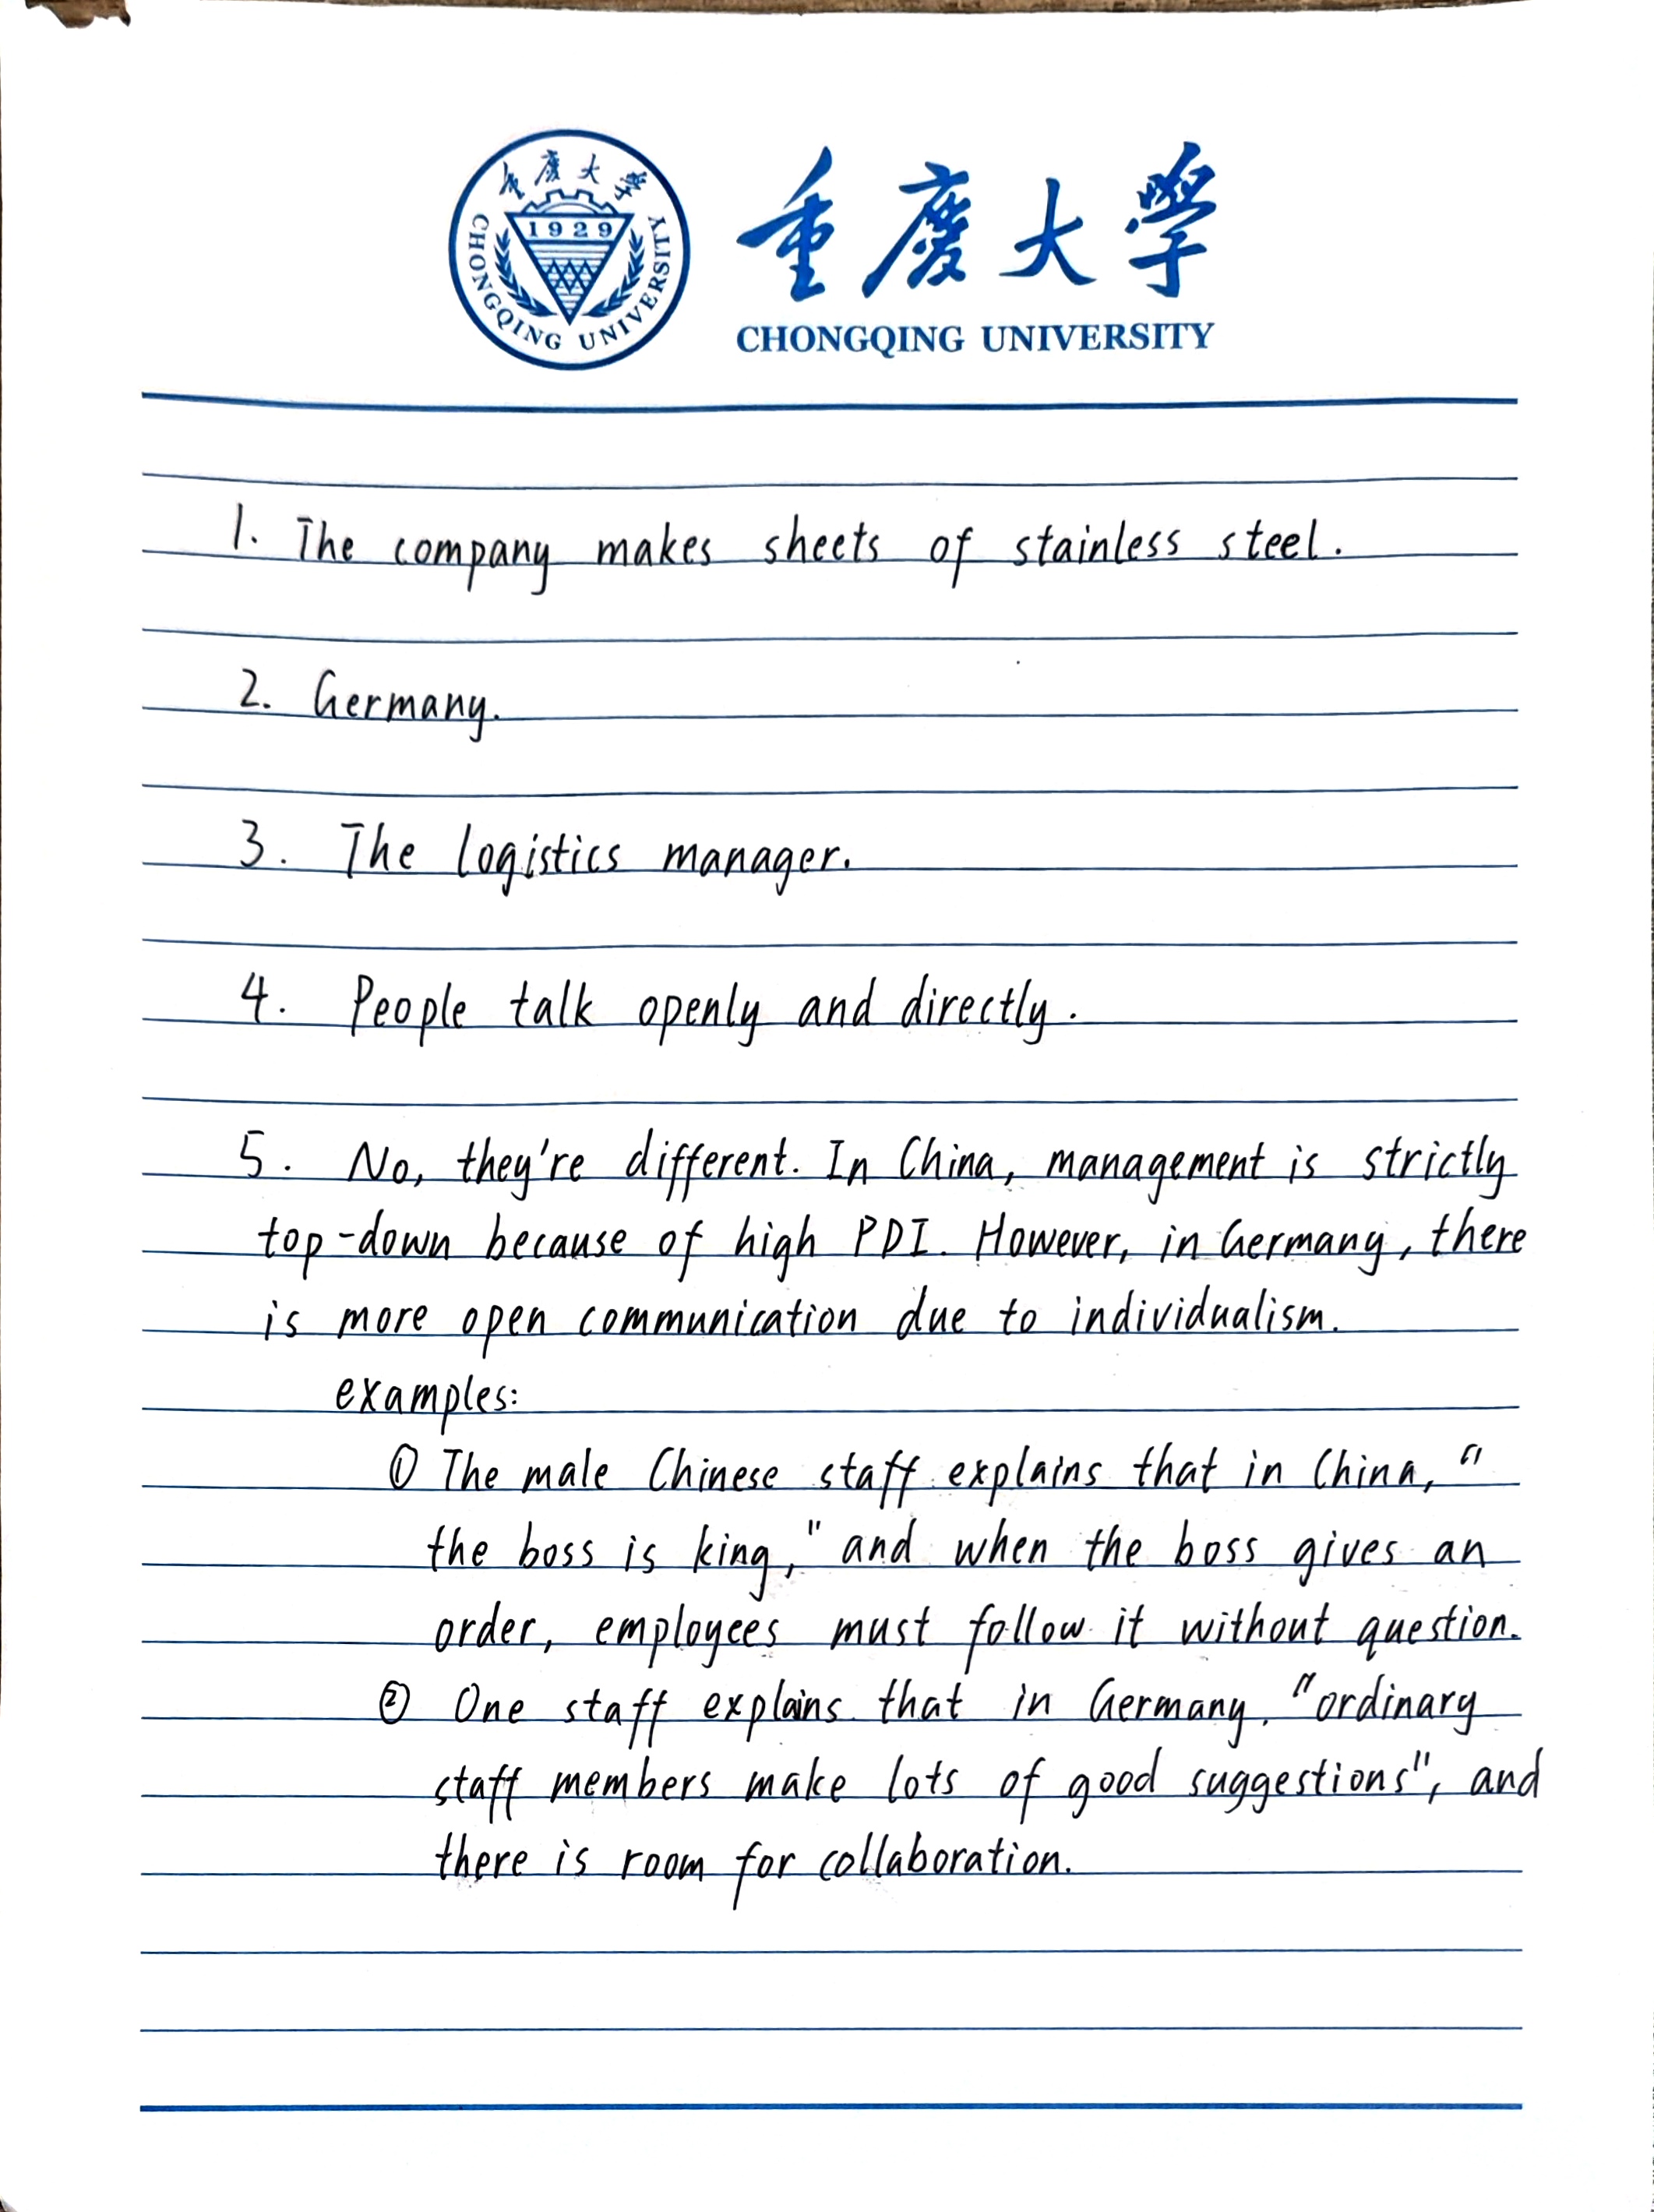 重慶大學
1929
CHONGQING UNIVERSITY
重慶大學
CHONGQING UNIVERSITY
1. The company makes sheets of stainless steel.
2. Germany.
3. The logistics manager.
4. People talk openly and directly.
5. No, they're different. In China, management is strictly
top-down because of high PDI. However, in Germany, there
is more open communication due to individualism.
examples:
① The male Chinese staff explains that in China, "
the boss is king," and when the boss gives an
order, employees must follow it without question.
② One staff explains that in Germany, "ordinary
staff members make lots of good suggestions", and
there is room for collaboration.